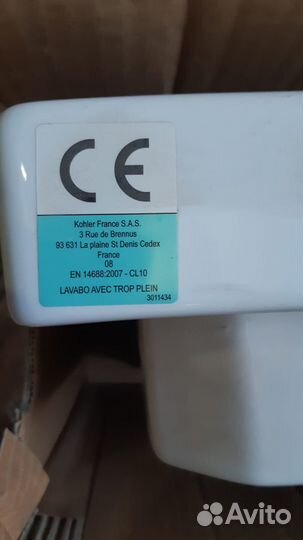 CE
Kohler France S.A.S.
3 Rue de Brennus
93 631 La plaine St Denis Cedex
France
08
EN 14688:2007 - CL10
LAVABO AVEC TROP PLEIN
3011434
Avito